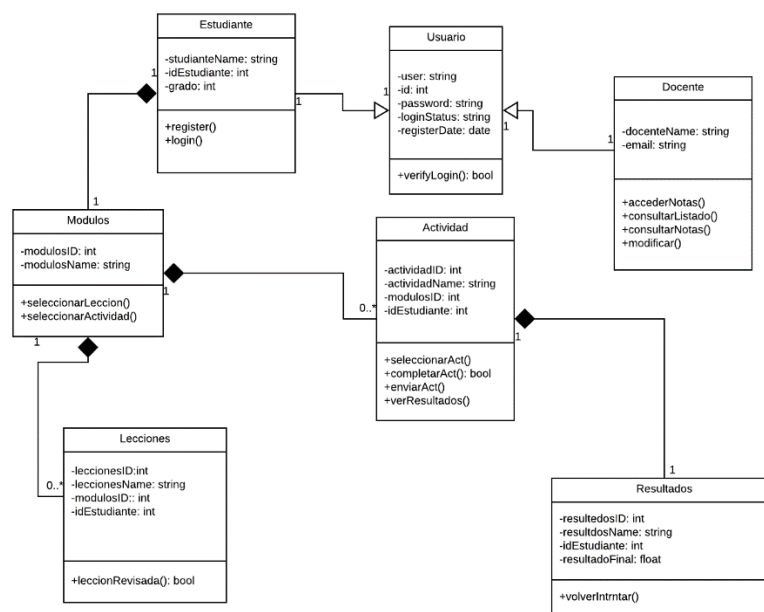 Estudiante
-studianteName: string
-idEstudiante: int
-grado: int
+register()
+login()
1
1
Usuario
-user: string
-id: int
-password: string
-loginStatus: string
-registerDate: date
+verifyLogin(): bool
1
1
Docente
-docenteName: string
-email: string
+accederNotas()
+consultarListado()
+consultarNotas()
+modificar()
1
1
Modulos
-modulosID: int
-modulosName: string
+seleccionarLeccion()
+seleccionarActividad()
1
1
Actividad
-actividadID: int
-actividadName: string
-modulosID: int
-idEstudiante: int
+seleccionarAct()
+completarAct(): bool
+enviarAct()
+verResultados()
0..*
1
Lecciones
-leccionesID:int
-leccionesName: string
-modulosID:: int
-idEstudiante: int
+leccionRevisada(): bool
0..*
1
Resultados
-resultedosID: int
-resultdosName: string
-idEstudiante: int
-resultadoFinal: float
+volverIntrntar()